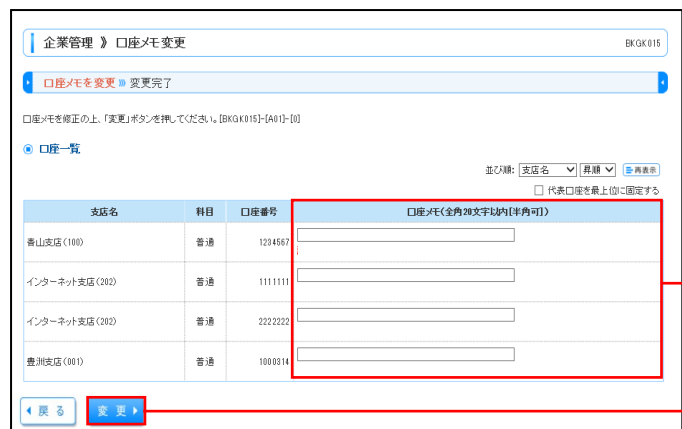 企業管理 》 口座メモ変更
BKGK015
口座メモを変更 》 変更完了
口座メモを修正の上、「変更」ボタンを押してください。[BKGK015]-[A01]-[0]
口座一覧
並び順: 支店名 昇順 再表示
代表口座を最上位に固定する
支店名 科目 口座番号 口座メモ(全角20文字以内[半角可])
青山支店(100) 普通 1234567
インターネット支店(202) 普通 1111111
インターネット支店(202) 普通 2222222
豊洲支店(001) 普通 1000314
戻る 変更